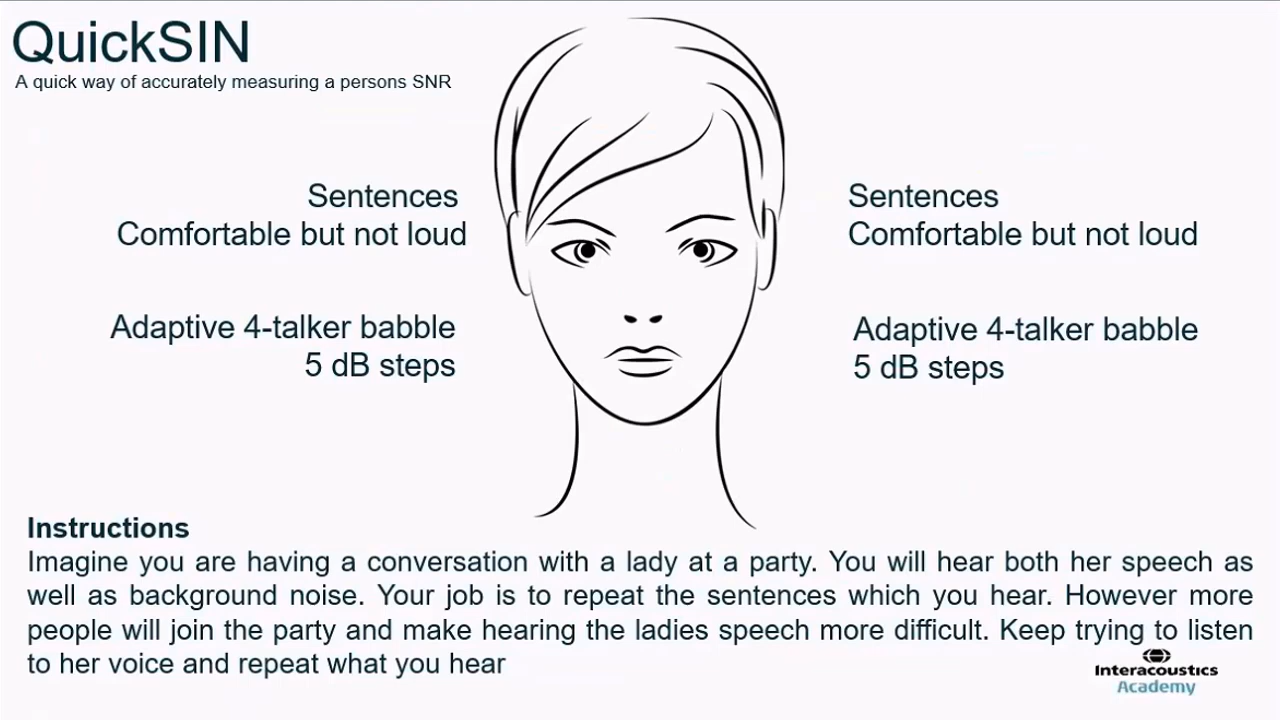 QuickSIN
A quick way of accurately measuring a persons SNR
Sentences
Comfortable but not loud
Adaptive 4-talker babble
5 dB steps
Sentences
Comfortable but not loud
Adaptive 4-talker babble
5 dB steps
Instructions
Imagine you are having a conversation with a lady at a party. You will hear both her speech as
well as background noise. Your job is to repeat the sentences which you hear. However more
people will join the party and make hearing the ladies speech more difficult. Keep trying to listen
to her voice and repeat what you hear
Interacoustics
Academy